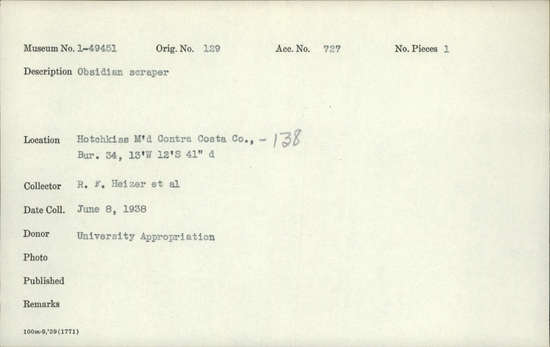 Museum No. 1-49451 Orig. No. 129 Acc. No. 727 No. Pieces 1
Description Obsidian scraper
Location Hotchkiss M'd Contra Costa Co., -138
Bur. 34, 13'W 12'S 41" d
Collector R. F. Heizer et al
Date Coll. June 8, 1938
Donor University Appropriation
Photo
Published
Remarks
100m-9,'39(1771)